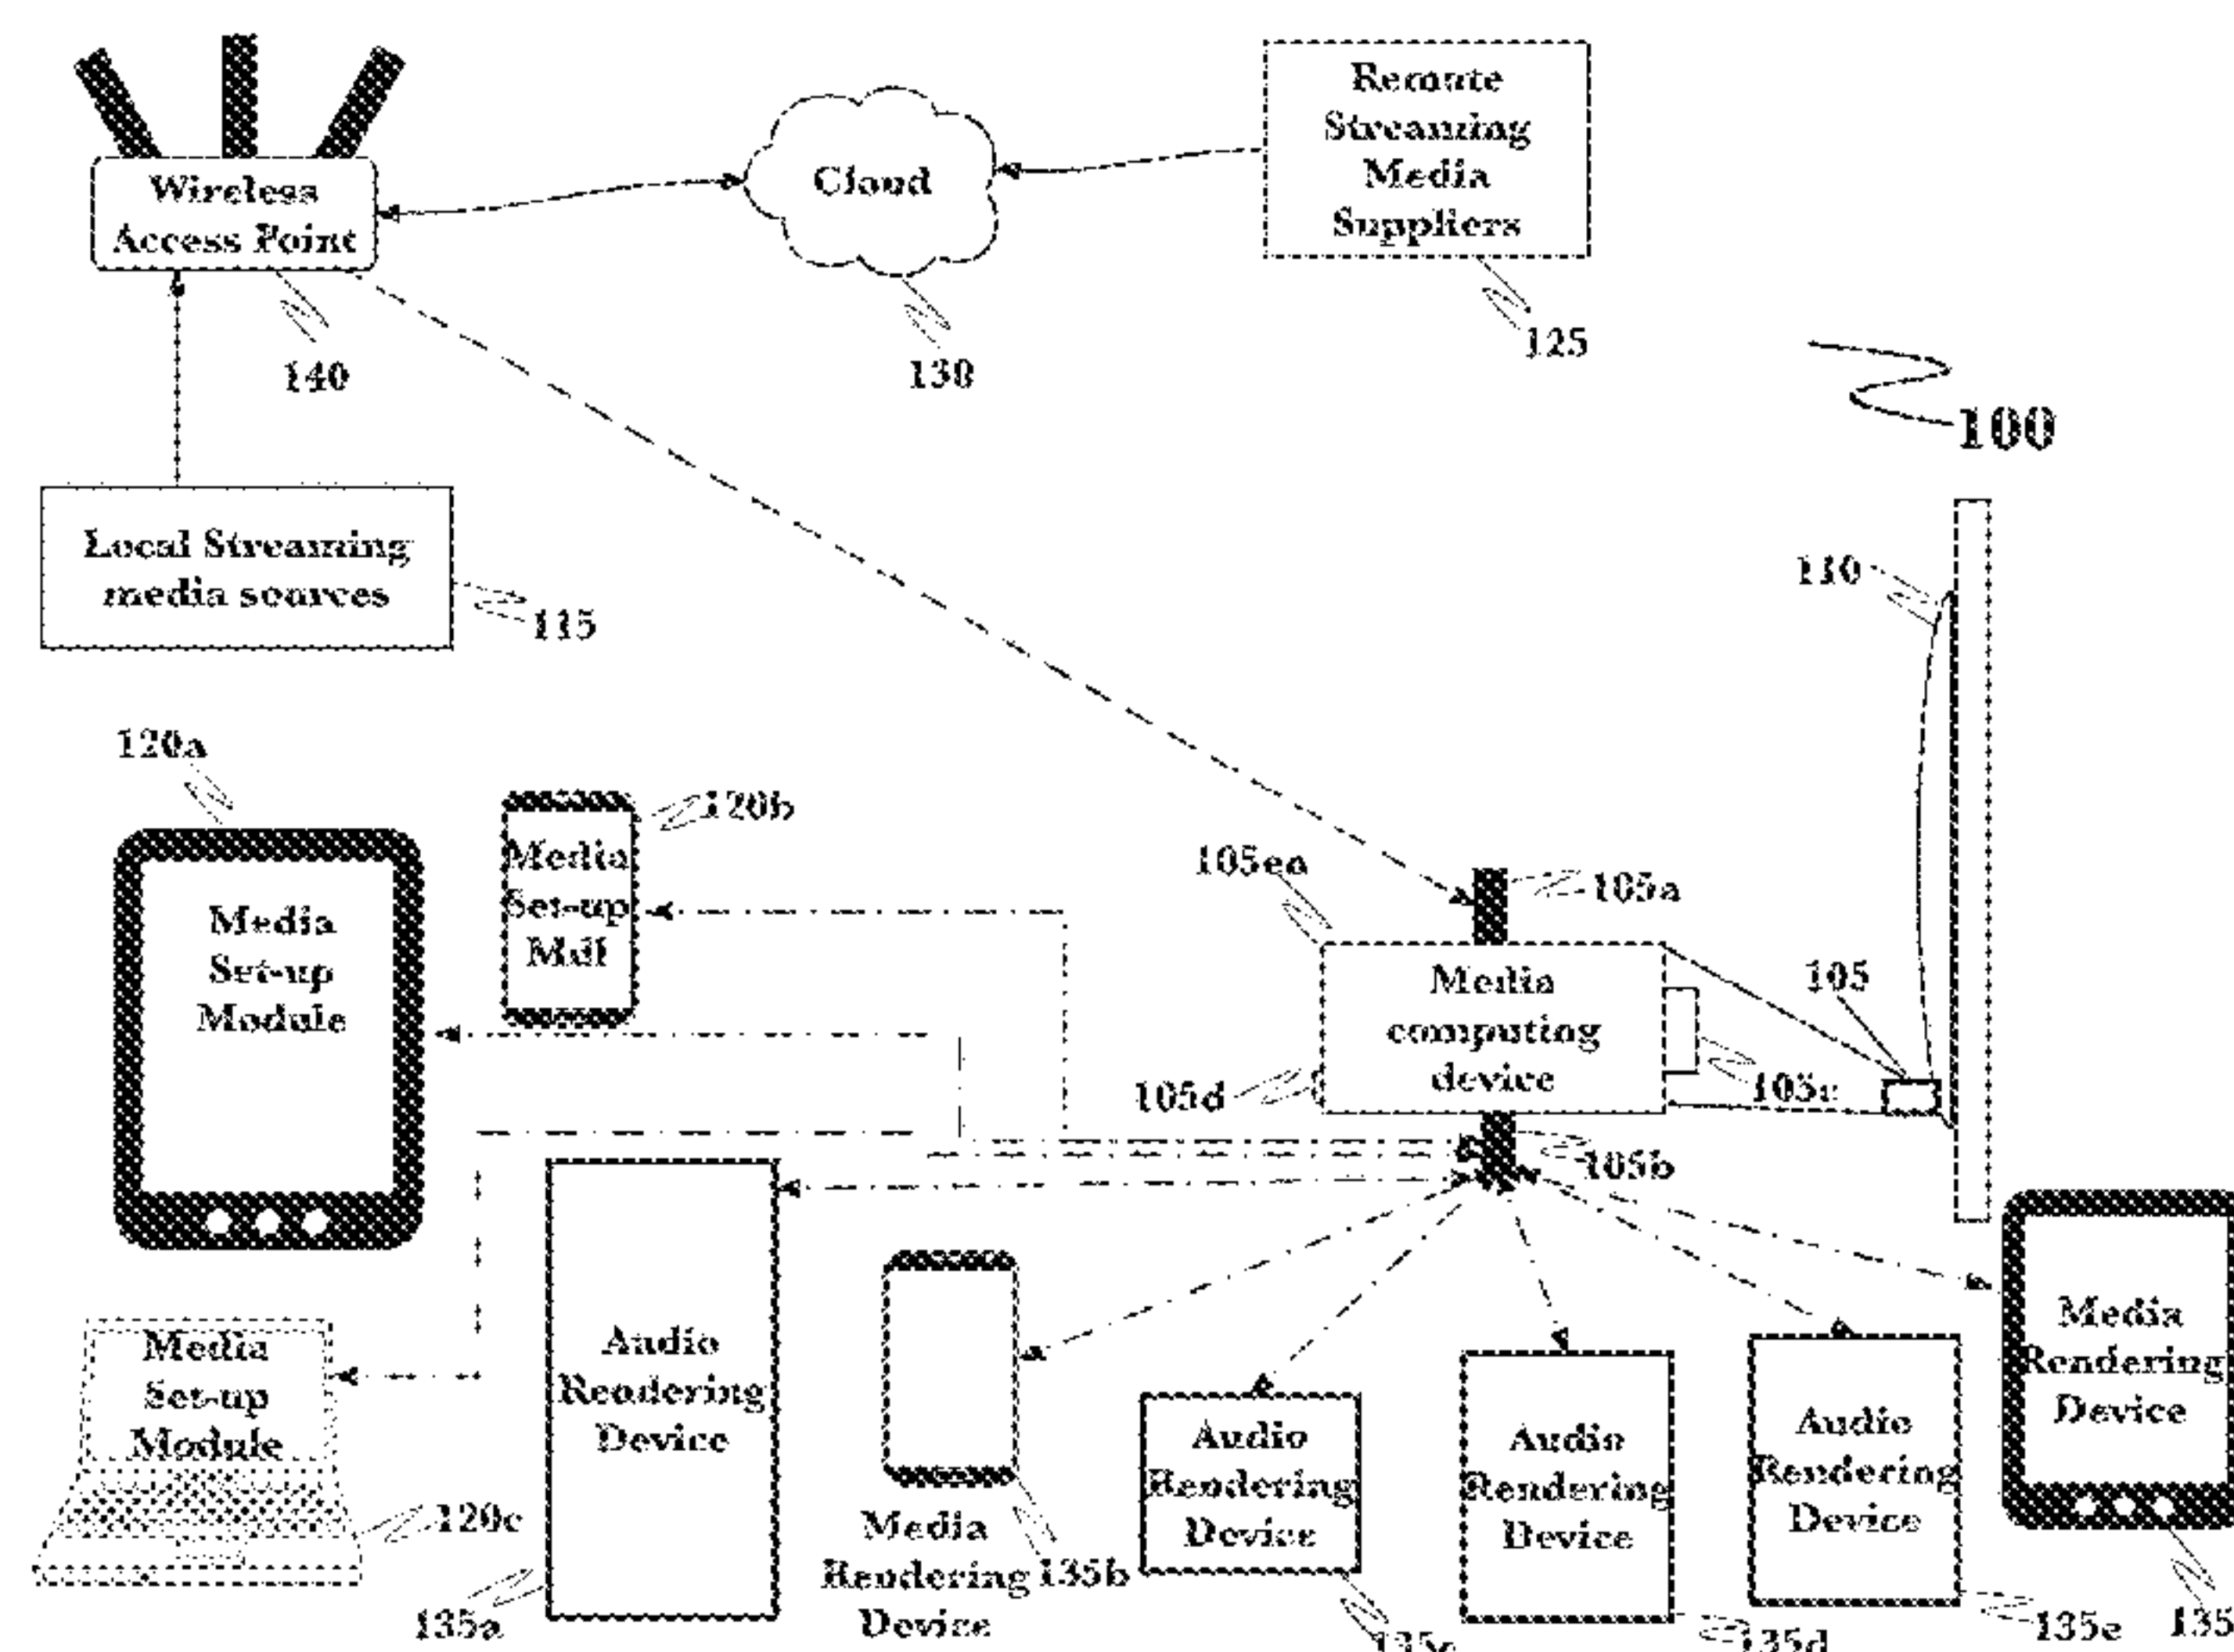 Wireless
Access Point
Cloud
Remote
Streaming
Media
Suppliers
140
130
125
100
Local Streaming
media sources
115
110
120a
120b
Media
Set-up
Module
Media
Set-up
Mdl
105ea
105a
Media
computing
device
105
105d
105c
105b
Media
Set-up
Module
120c
Audio
Rendering
Device
135a
Media
Rendering
Device
135b
Audio
Rendering
Device
135c
Audio
Rendering
Device
135d
Audio
Rendering
Device
135e
Media
Rendering
Device
135